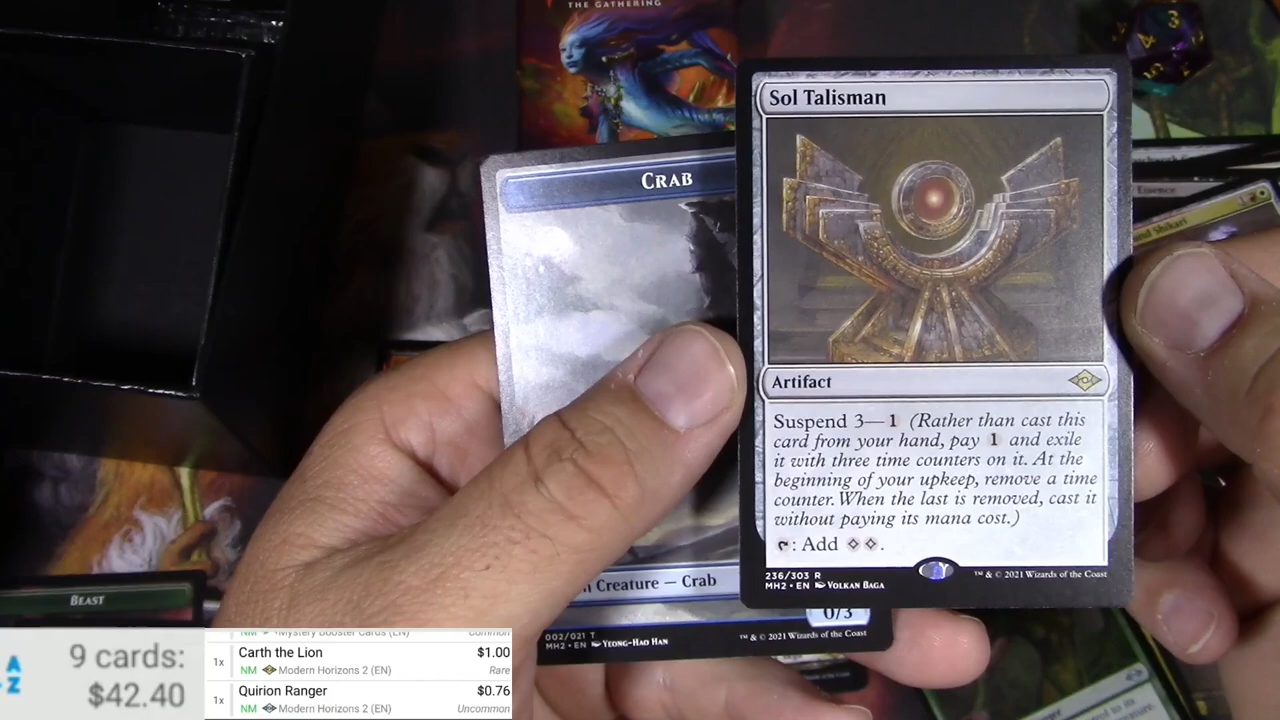 THE GATHERING
Sol Talisman
CRAB
Essence
and Shikari
Artifact
Suspend 3—1 (Rather than cast this
card from your hand, pay 1 and exile
it with three time counters on it. At the
beginning of your upkeep, remove a time
counter. When the last is removed, cast it
without paying its mana cost.)
: Add
236/303 R
MH2 • EN VOLKAN BAGA
™ & © 2021 Wizards of the Coast
Creature — Crab
0/3
002/021 T
MH2 • EN YEONG-HAO HAN
™ & © 2021 Wizards of the Coast
BEAST
A
Z
9 cards:
$42.40
NM Mystery Booster Cards (EN) Common
1x Carth the Lion $1.00
NM Modern Horizons 2 (EN) Rare
1x Quirion Ranger $0.76
NM Modern Horizons 2 (EN) Uncommon